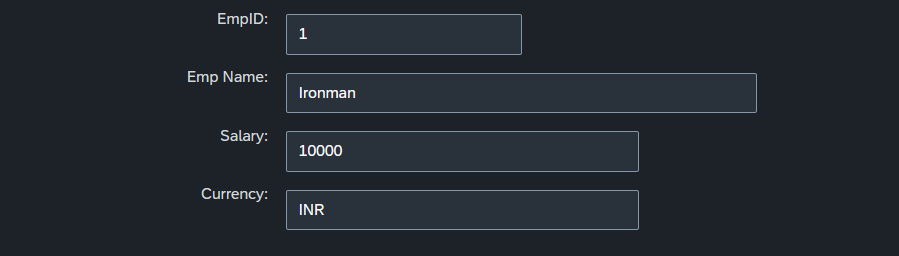 EmpID: 1
Emp Name: Ironman
Salary: 10000
Currency: INR